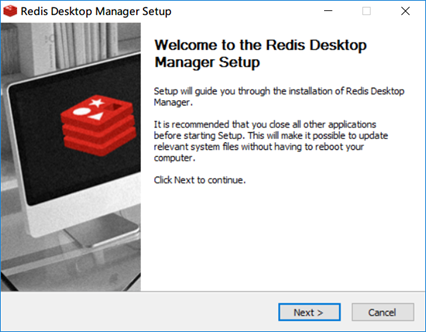 Redis Desktop Manager Setup
Welcome to the Redis Desktop
Manager Setup
Setup will guide you through the installation of Redis Desktop
Manager.
It is recommended that you close all other applications
before starting Setup. This will make it possible to update
relevant system files without having to reboot your
computer.
Click Next to continue.
Next >
Cancel